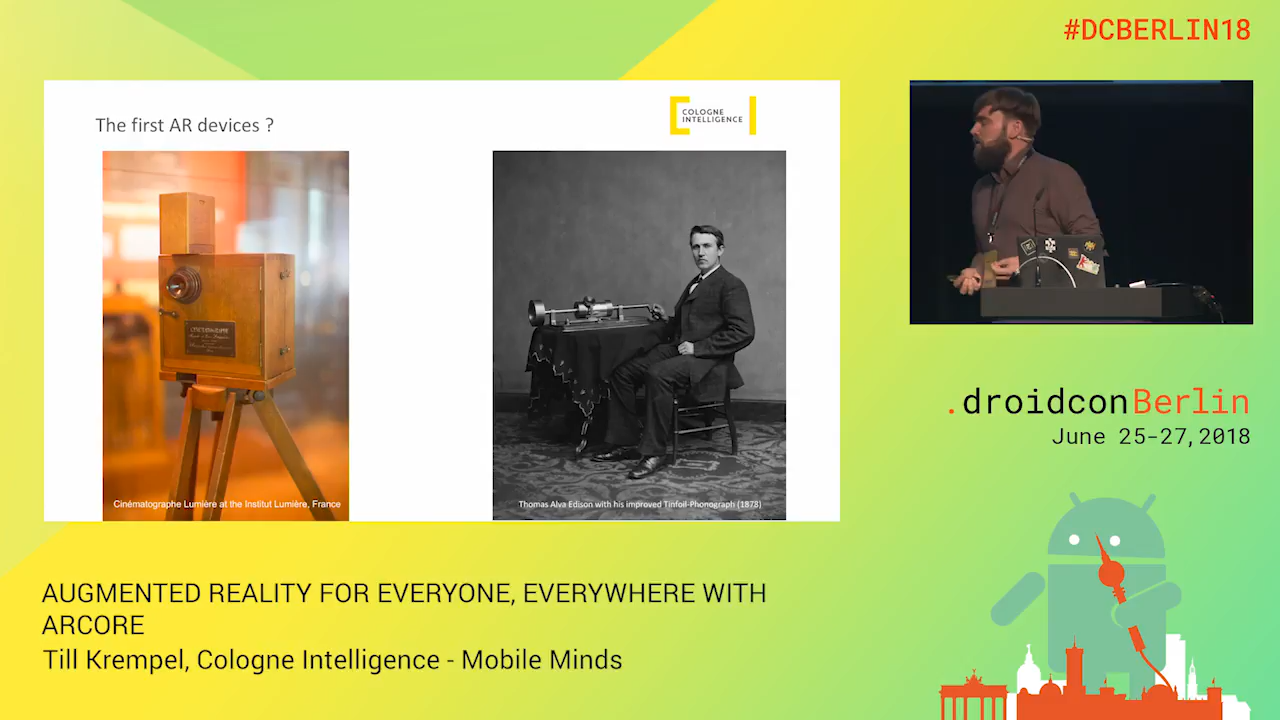 #DCBERLIN18
The first AR devices ?
COLOGNE
INTELLIGENCE
Cinématographe Lumière at the Institut Lumière, France
Thomas Alva Edison with his improved Tinfoil-Phonograph (1878)
.droidconBerlin
June 25-27,2018
AUGMENTED REALITY FOR EVERYONE, EVERYWHERE WITH
ARCORE
Till Krempel, Cologne Intelligence - Mobile Minds